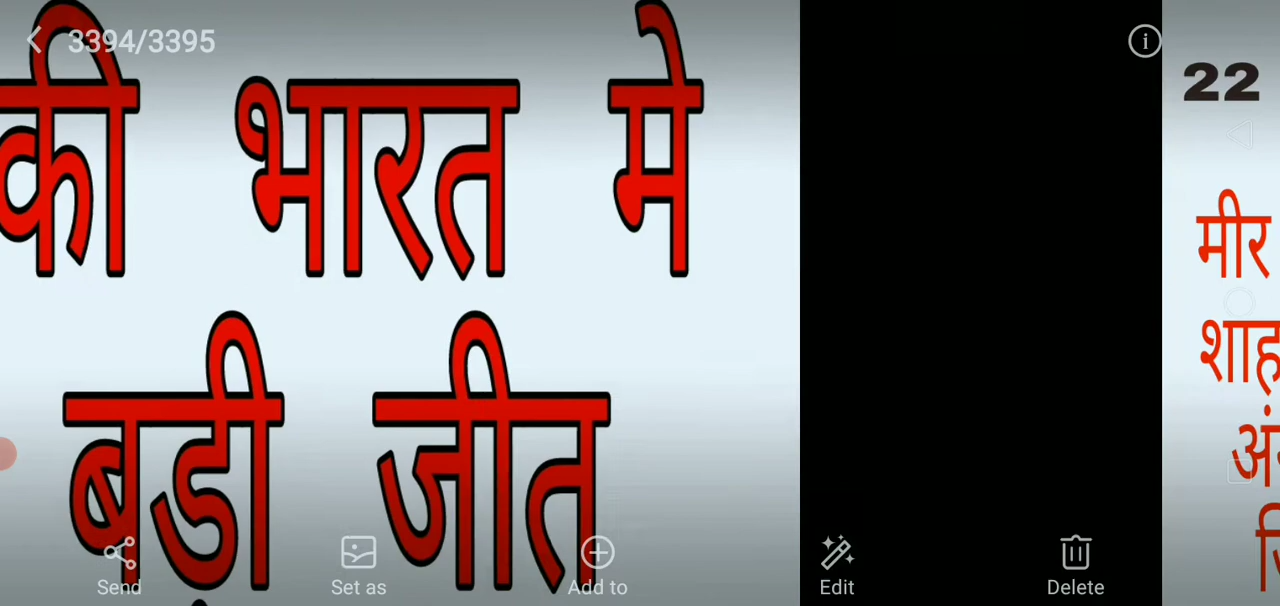 3394/3395
की भारत मे
बड़ी जीत
22
मीर
शाह
Send
Set as
Add to
Edit
Delete